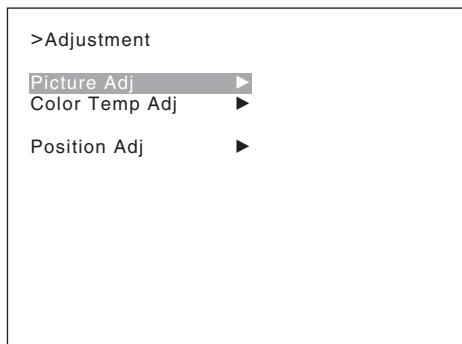 >Adjustment
Picture Adj ▶
Color Temp Adj ▶
Position Adj ▶